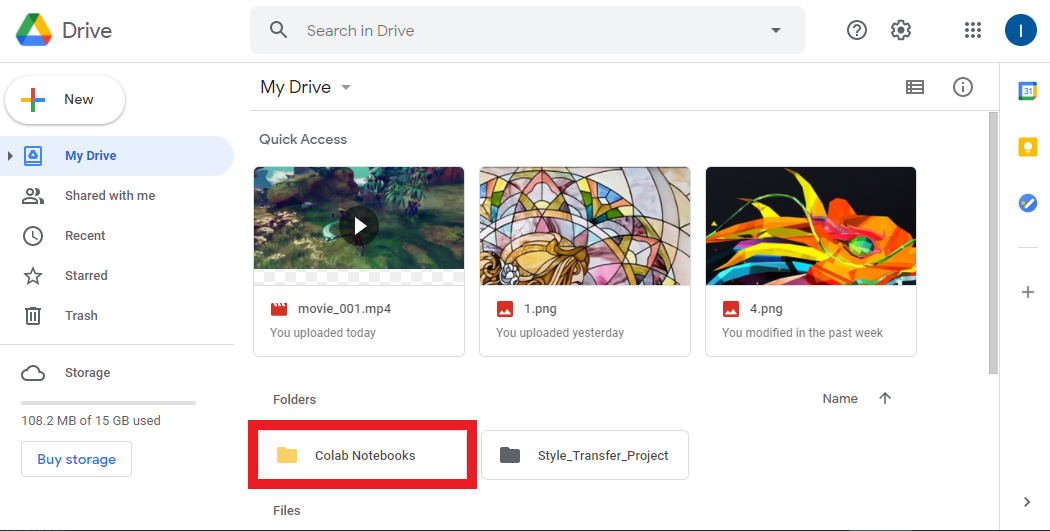 Drive
Search in Drive
I
New
My Drive
Shared with me
Recent
Starred
Trash
Storage
108.2 MB of 15 GB used
Buy storage
My Drive
Quick Access
movie_001.mp4
You uploaded today
1.png
You uploaded yesterday
4.png
You modified in the past week
Folders
Name
Colab Notebooks
Style_Transfer_Project
Files
31